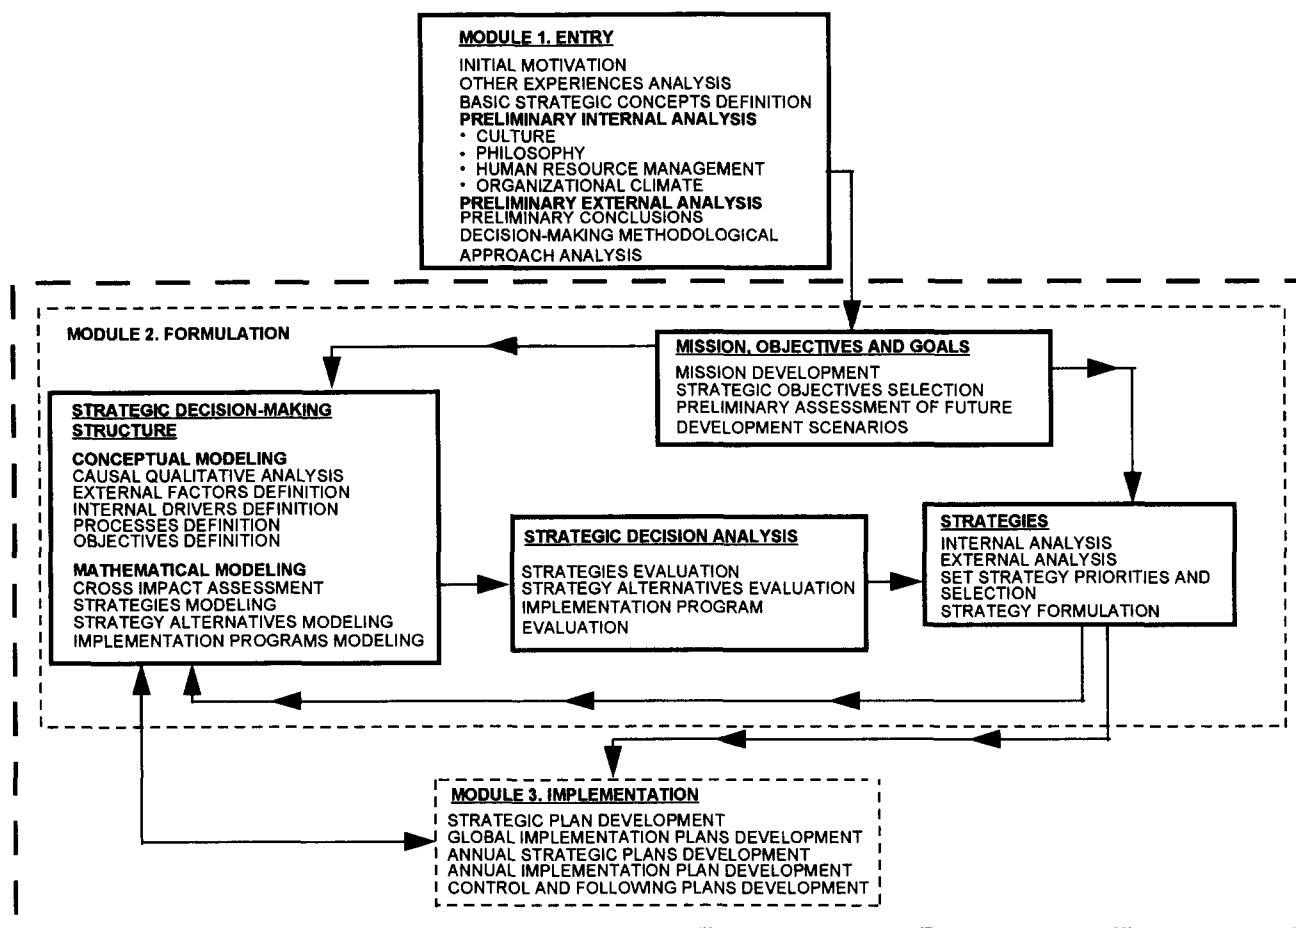 MODULE 1. ENTRY
INITIAL MOTIVATION
OTHER EXPERIENCES ANALYSIS
BASIC STRATEGIC CONCEPTS DEFINITION
PRELIMINARY INTERNAL ANALYSIS
• CULTURE
• PHILOSOPHY
• HUMAN RESOURCE MANAGEMENT
• ORGANIZATIONAL CLIMATE
PRELIMINARY EXTERNAL ANALYSIS
PRELIMINARY CONCLUSIONS
DECISION-MAKING METHODOLOGICAL
APPROACH ANALYSIS
MODULE 2. FORMULATION
MISSION, OBJECTIVES AND GOALS
MISSION DEVELOPMENT
STRATEGIC OBJECTIVES SELECTION
PRELIMINARY ASSESSMENT OF FUTURE
DEVELOPMENT SCENARIOS
STRATEGIC DECISION-MAKING
STRUCTURE
CONCEPTUAL MODELING
CAUSAL QUALITATIVE ANALYSIS
EXTERNAL FACTORS DEFINITION
INTERNAL DRIVERS DEFINITION
PROCESSES DEFINITION
OBJECTIVES DEFINITION
MATHEMATICAL MODELING
CROSS IMPACT ASSESSMENT
STRATEGIES MODELING
STRATEGY ALTERNATIVES MODELING
IMPLEMENTATION PROGRAMS MODELING
STRATEGIC DECISION ANALYSIS
STRATEGIES EVALUATION
STRATEGY ALTERNATIVES EVALUATION
IMPLEMENTATION PROGRAM
EVALUATION
STRATEGIES
INTERNAL ANALYSIS
EXTERNAL ANALYSIS
SET STRATEGY PRIORITIES AND
SELECTION
STRATEGY FORMULATION
MODULE 3. IMPLEMENTATION
STRATEGIC PLAN DEVELOPMENT
GLOBAL IMPLEMENTATION PLANS DEVELOPMENT
ANNUAL STRATEGIC PLANS DEVELOPMENT
ANNUAL IMPLEMENTATION PLAN DEVELOPMENT
CONTROL AND FOLLOWING PLANS DEVELOPMENT